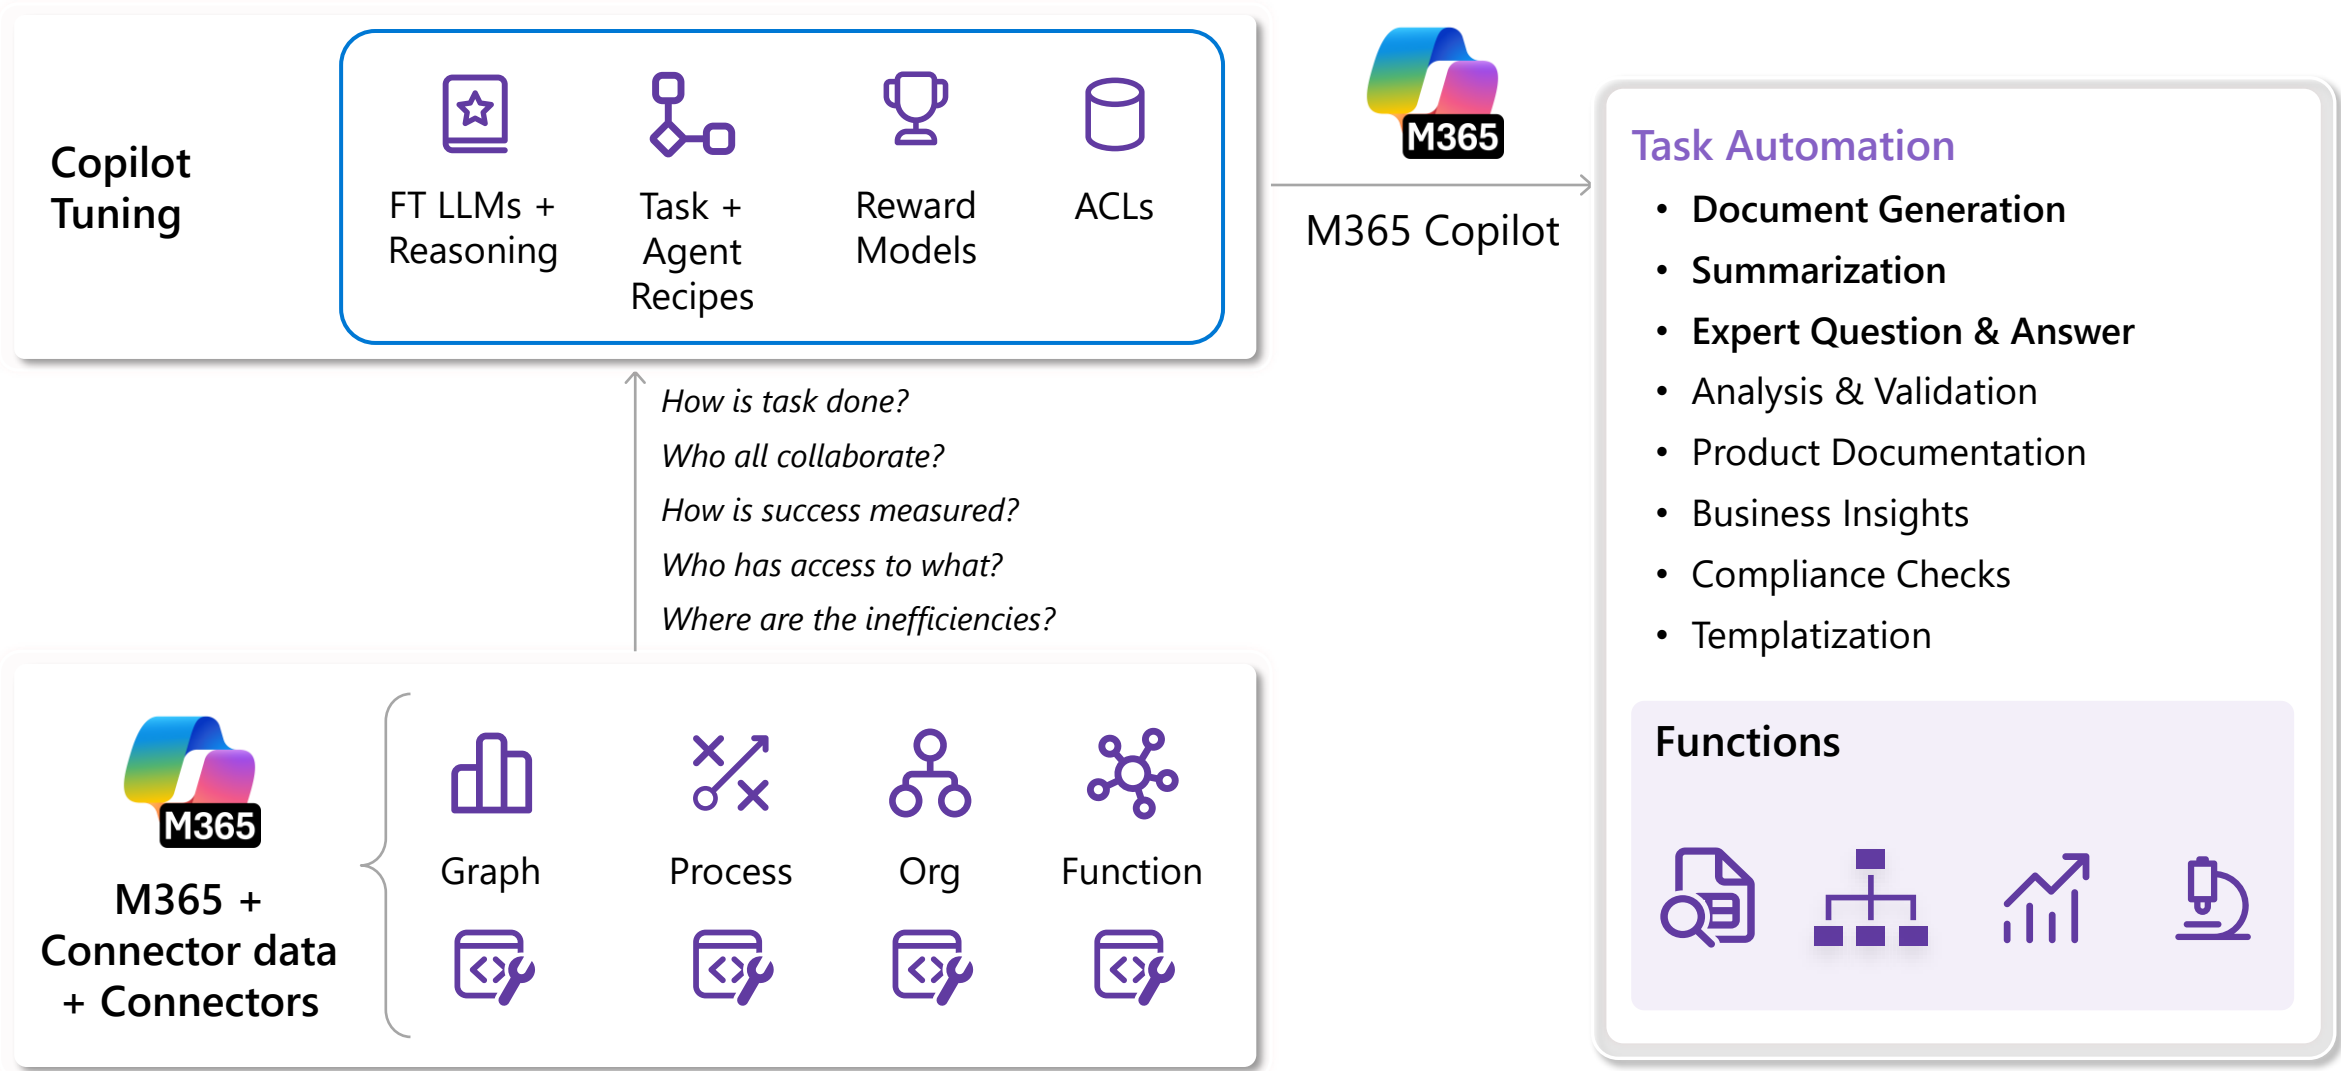 Copilot
Tuning
FT LLMs +
Reasoning
Task +
Agent
Recipes
Reward
Models
ACLs
M365
M365 Copilot
How is task done?
Who all collaborate?
How is success measured?
Who has access to what?
Where are the inefficiencies?
M365
M365 +
Connector data
+ Connectors
Graph
Process
Org
Function
Task Automation
• Document Generation
• Summarization
• Expert Question & Answer
• Analysis & Validation
• Product Documentation
• Business Insights
• Compliance Checks
• Templatization
Functions